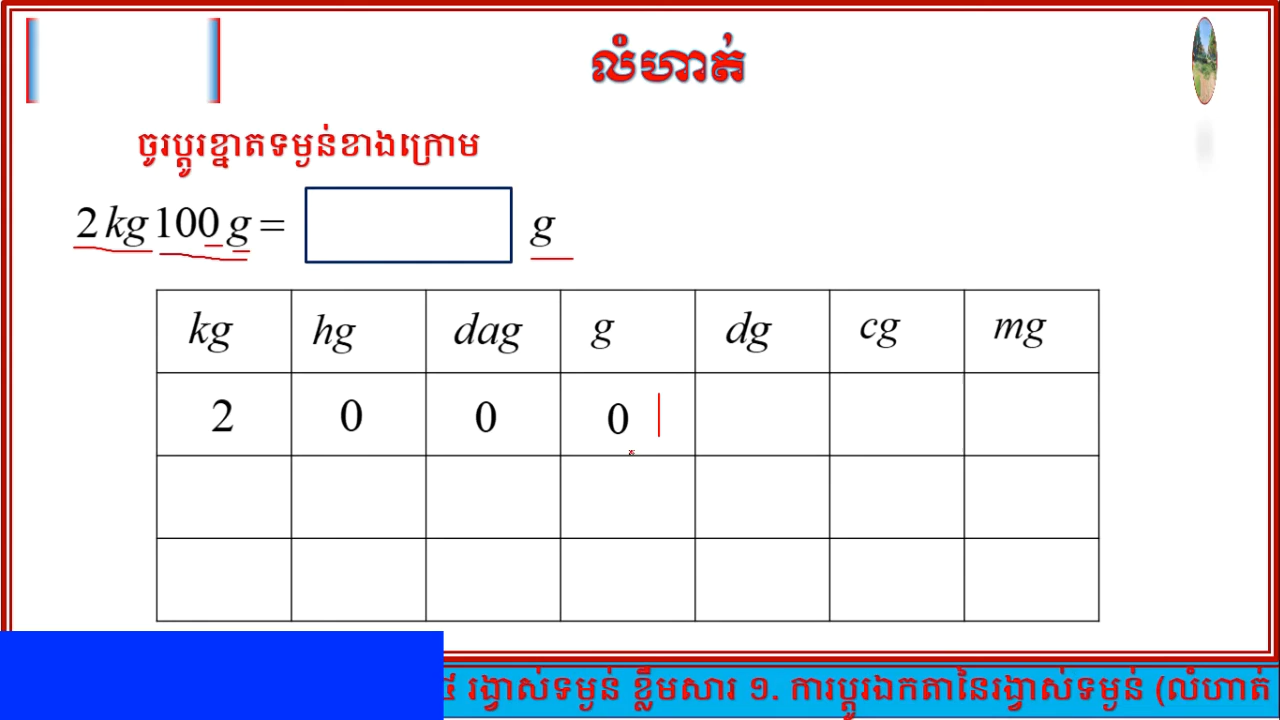 លំហាត់
ចូរប្តូរខ្នាតទម្ងន់ខាងក្រោម
2 kg 100 g = g
kg hg dag g dg cg mg
2 0 0 0
៥ រង្វាស់ទម្ងន់ ខ្លឹមសារ ១. ការប្តូរឯកតានៃរង្វាស់ទម្ងន់ (លំហាត់